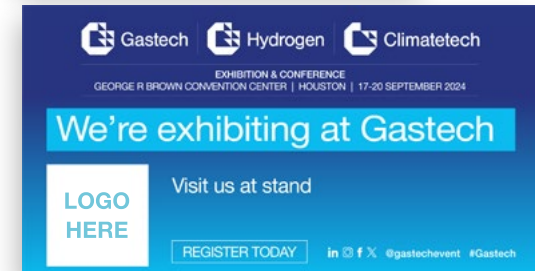 Gastech Hydrogen Climatetech
EXHIBITION & CONFERENCE
GEORGE R BROWN CONVENTION CENTER | HOUSTON | 17-20 SEPTEMBER 2024
We're exhibiting at Gastech
LOGO
HERE
Visit us at stand
REGISTER TODAY
@gastechevent #Gastech